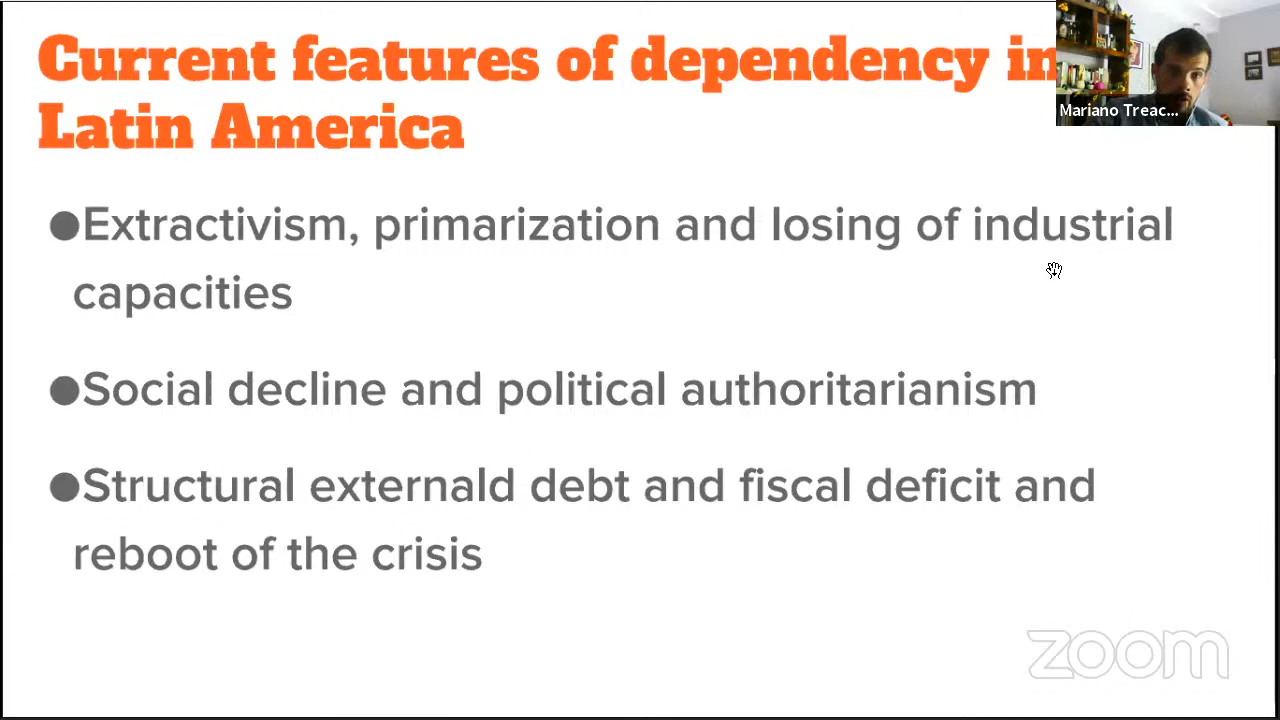 Current features of dependency in
Latin America
Mariano Treac...
●Extractivism, primarization and losing of industrial
capacities
●Social decline and political authoritarianism
●Structural externald debt and fiscal deficit and
reboot of the crisis
zoom